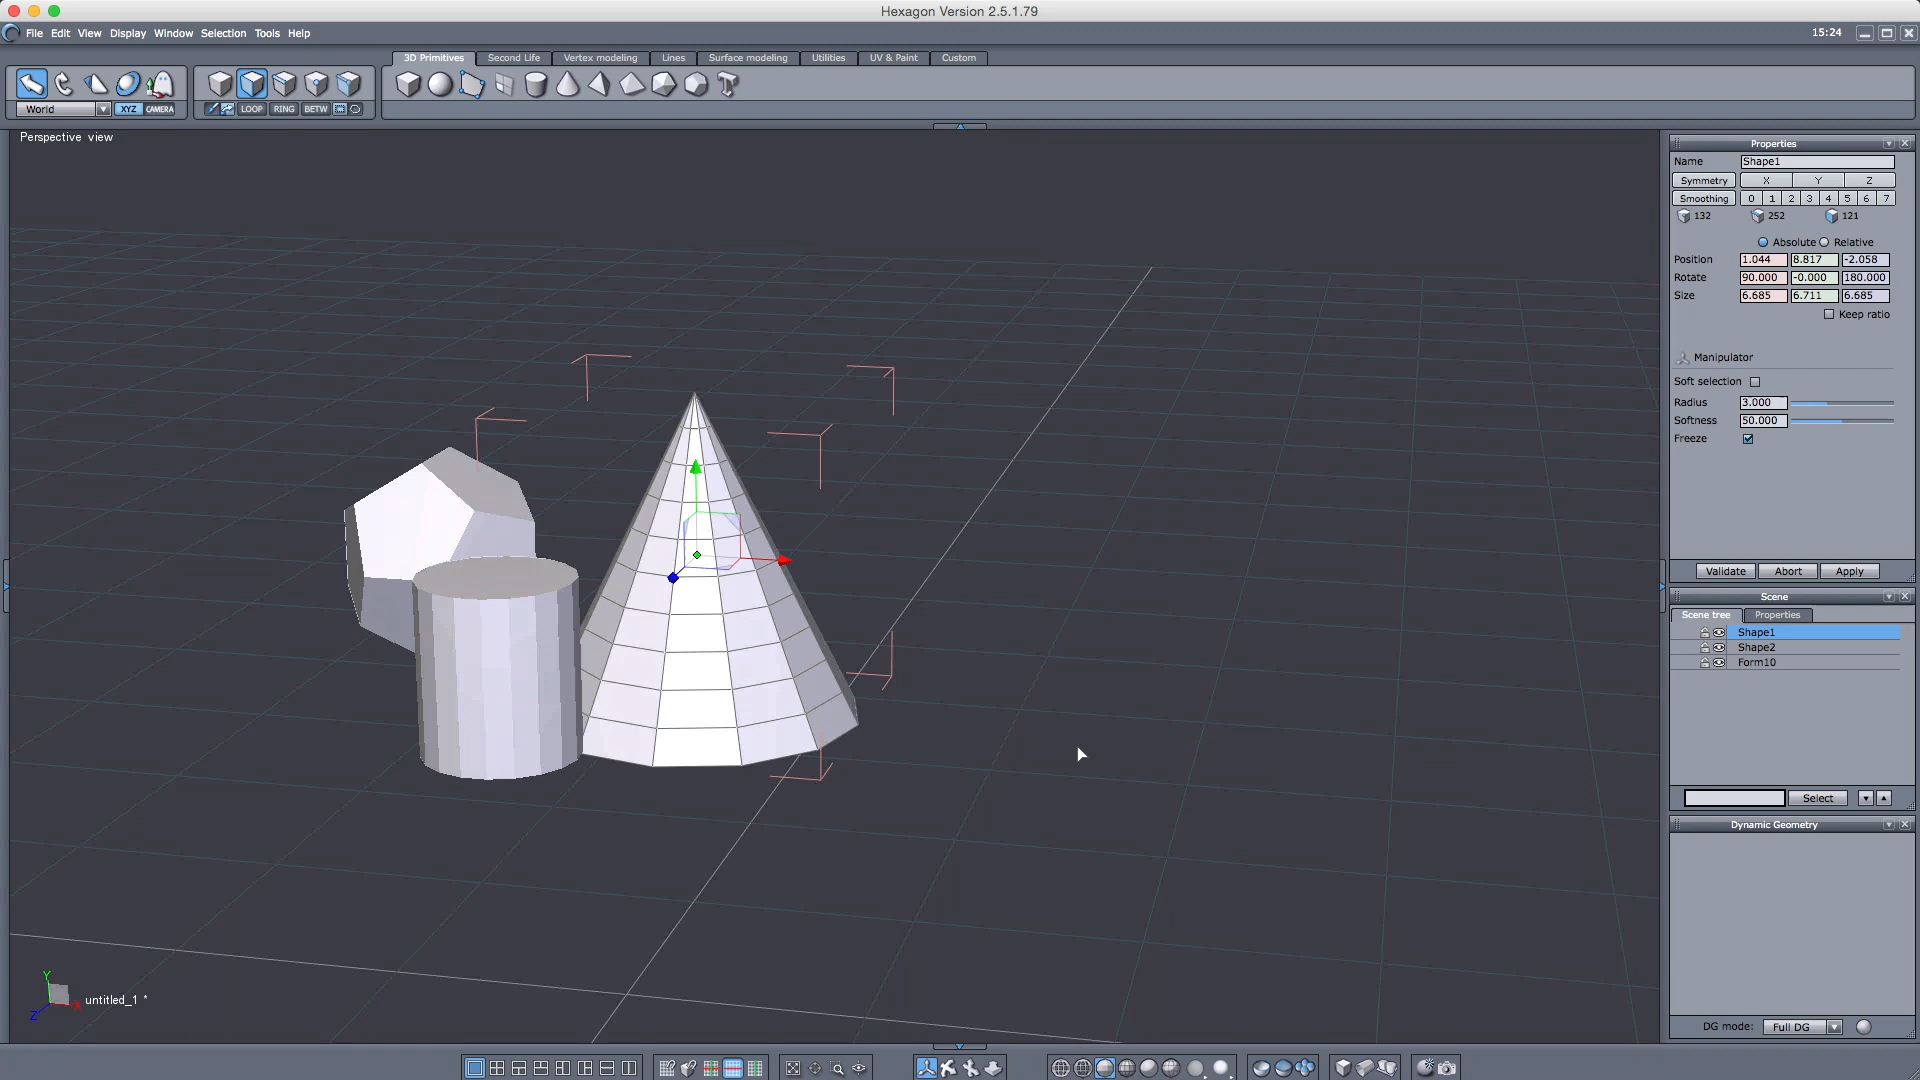 Hexagon Version 2.5.1.79
File Edit View Display Window Selection Tools Help 15:24
3D Primitives Second Life Vertex modeling Lines Surface modeling Utilities UV & Paint Custom
World XYZ CAMERA LOOP RING BETW
Perspective view
Properties
Name Shape1
Symmetry X Y Z
Smoothing 0 1 2 3 4 5 6 7
132 252 121
Absolute Relative
Position 1.044 8.817 -2.058
Rotate 90.000 -0.000 180.000
Size 6.685 6.711 6.685
Keep ratio
Manipulator
Soft selection
Radius 3.000
Softness 50.000
Freeze
Validate Abort Apply
Scene
Scene tree Properties
Shape1
Shape2
Form10
Select
Dynamic Geometry
Y
X
Z
untitled_1 *
DG mode: Full DG